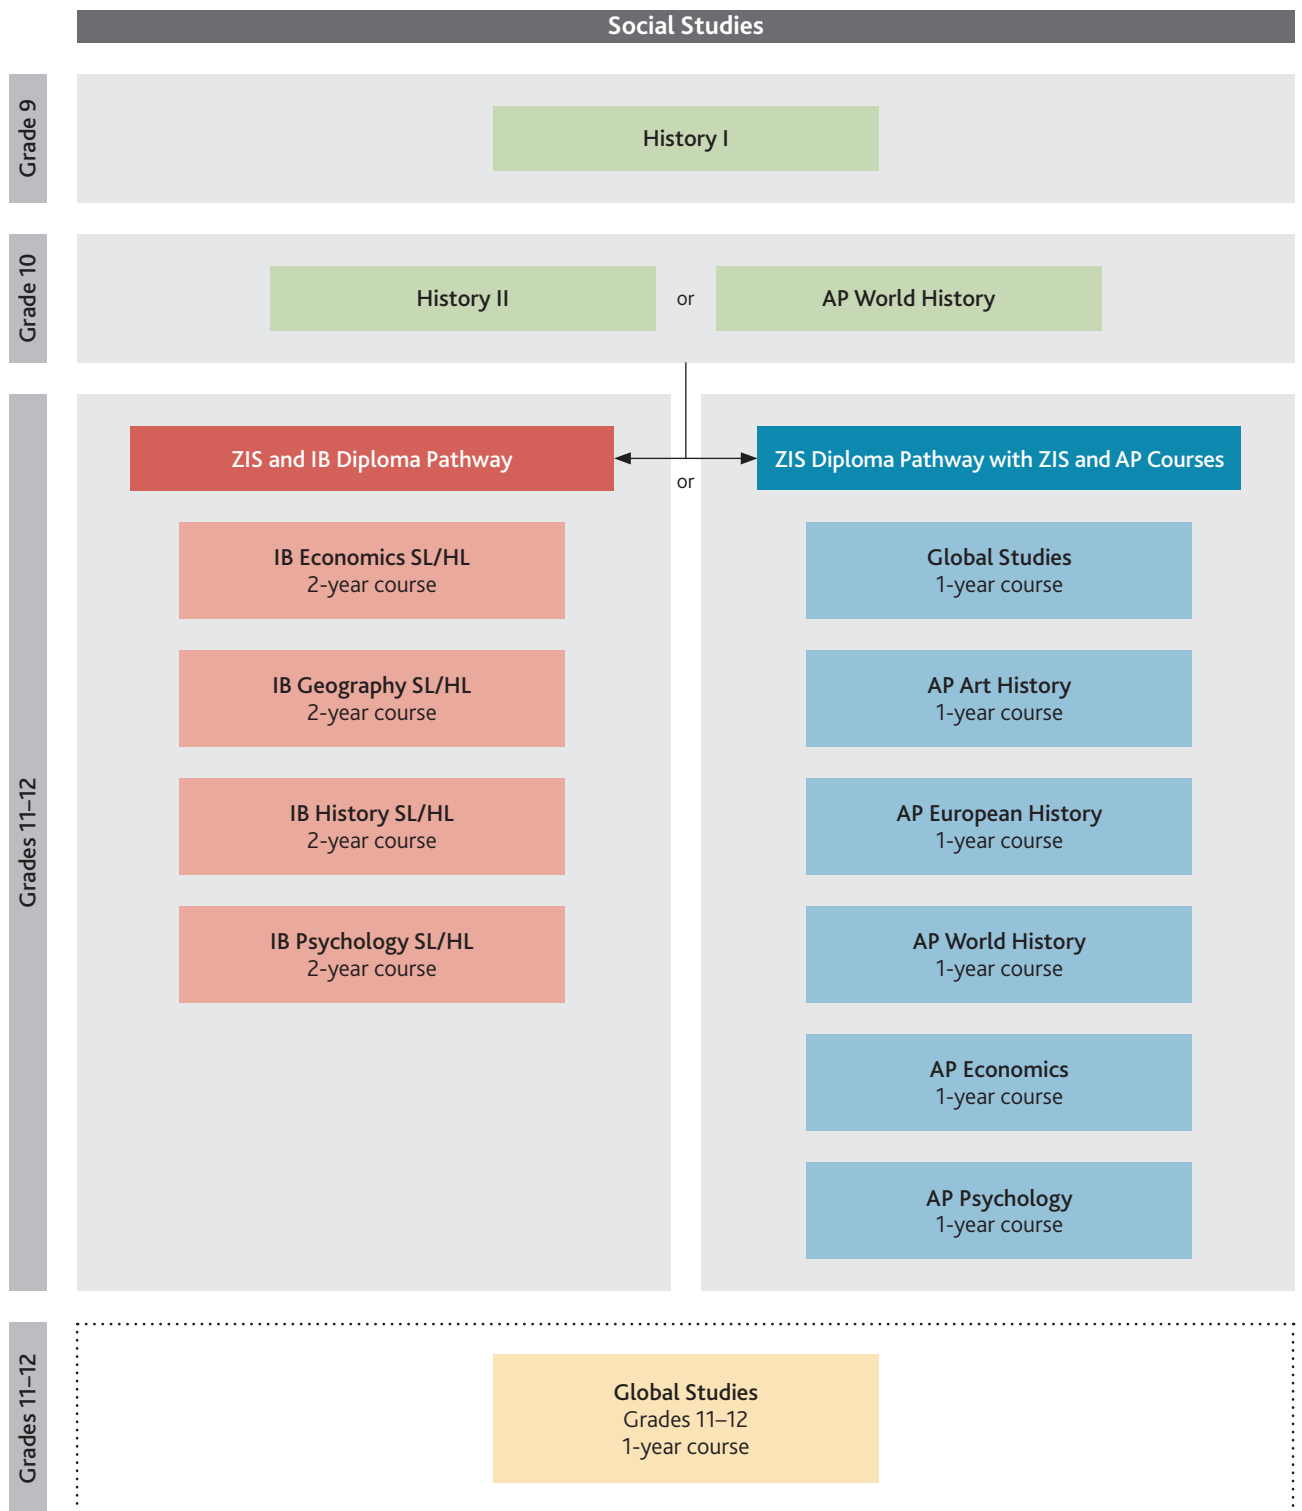 Social Studies
Grade 9
History I
Grade 10
History II
or
AP World History
Grades 11–12
ZIS and IB Diploma Pathway
or
ZIS Diploma Pathway with ZIS and AP Courses
IB Economics SL/HL
2-year course
IB Geography SL/HL
2-year course
IB History SL/HL
2-year course
IB Psychology SL/HL
2-year course
Global Studies
1-year course
AP Art History
1-year course
AP European History
1-year course
AP World History
1-year course
AP Economics
1-year course
AP Psychology
1-year course
Grades 11–12
Global Studies
Grades 11–12
1-year course